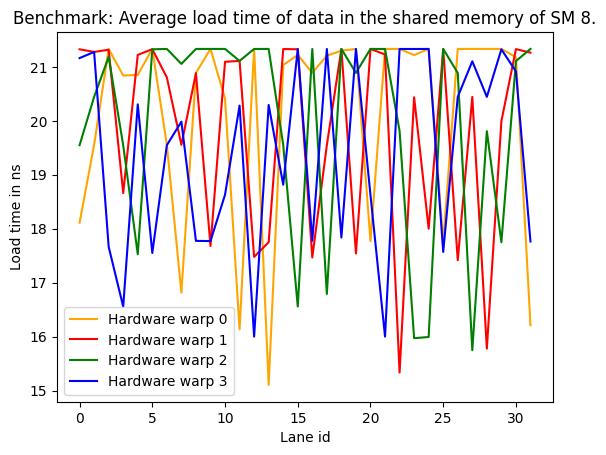 Benchmark: Average load time of data in the shared memory of SM 8.
Load time in ns
21
20
19
18
17
16
15
Hardware warp 0
Hardware warp 1
Hardware warp 2
Hardware warp 3
0 5 10 15 20 25 30
Lane id